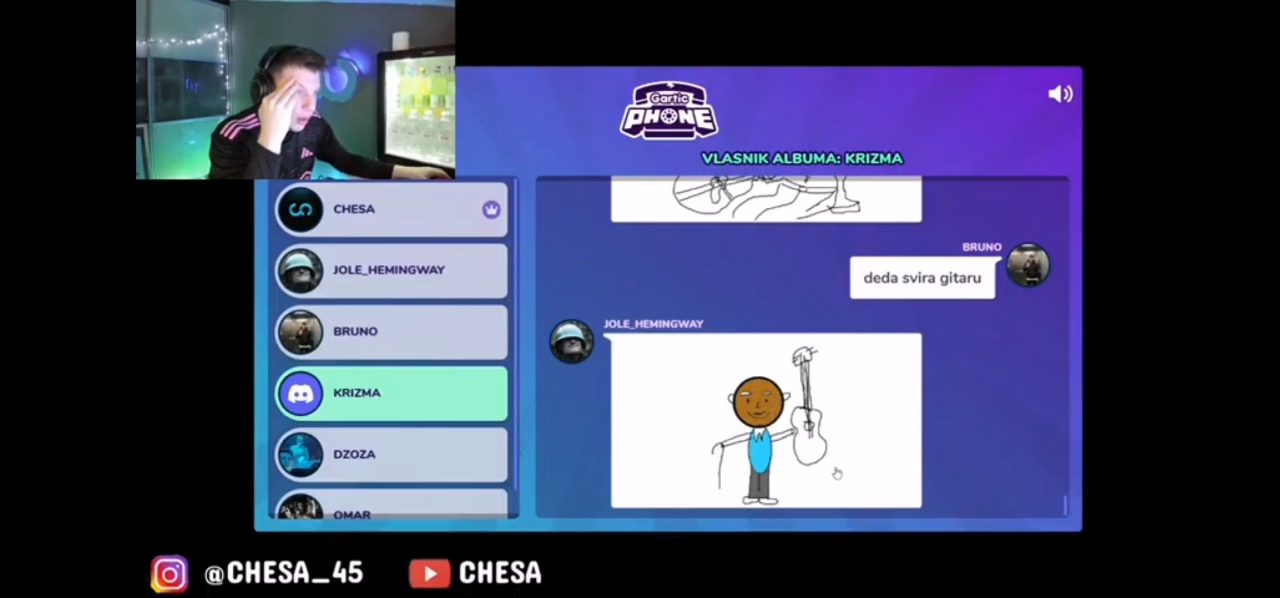 Gartic
PHONE
VLASNIK ALBUMA: KRIZMA
CHESA
JOLE_HEMINGWAY
BRUNO
KRIZMA
DZOZA
OMAR
BRUNO
deda svira gitaru
JOLE_HEMINGWAY
@CHESA_45
CHESA